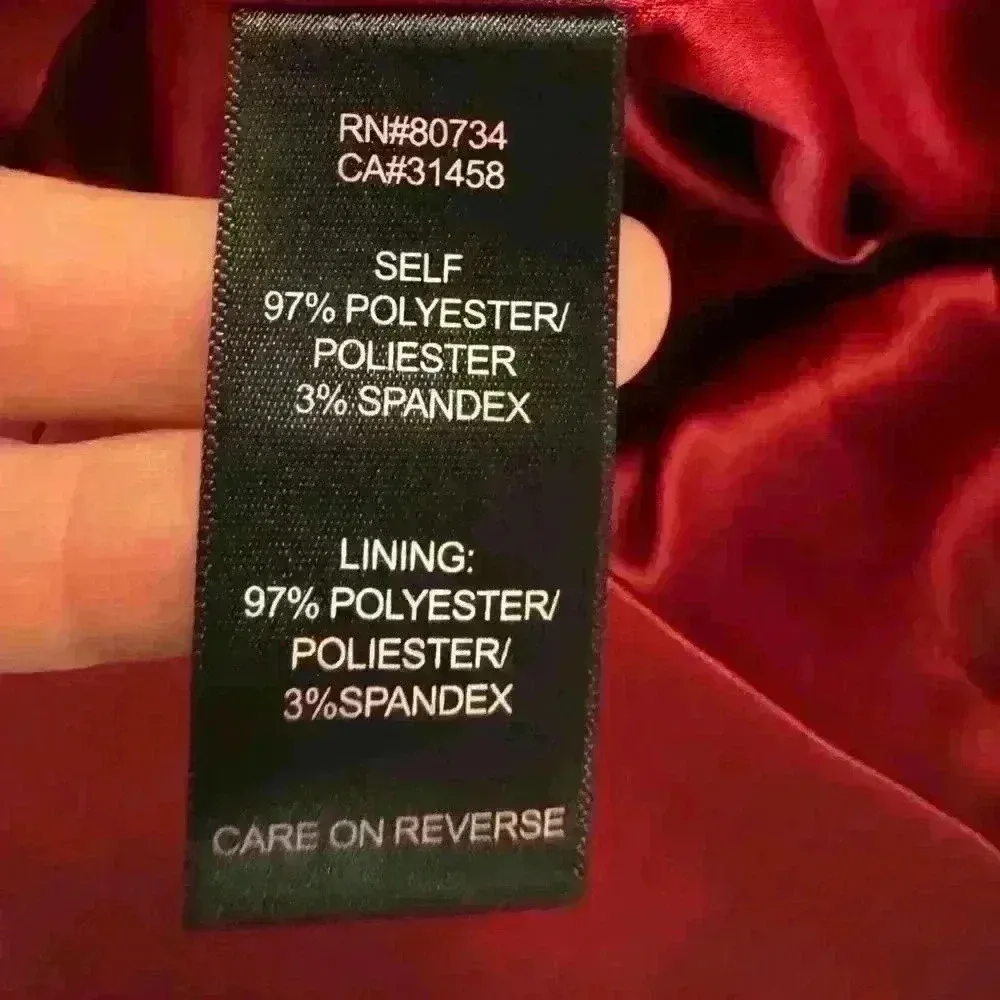 RN#80734
CA#31458
SELF
97% POLYESTER/
POLIESTER
3% SPANDEX
LINING:
97% POLYESTER/
POLIESTER/
3%SPANDEX
CARE ON REVERSE